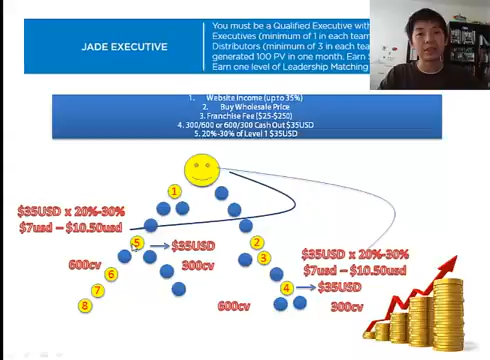 JADE EXECUTIVE
You must be a Qualified Executive with
Executives (minimum of 1 in each team
Distributors (minimum of 3 in each tea
generated 100 PV in one month. Earn
Earn one level of Leadership Matching
1. Website Income (up to 35%)
2. Buy Wholesale Price
3. Franchise Fee ($25-$250)
4. 300/600 or 600/300 Cash Out $35USD
5. 20%-30% of Level 1 $35USD
1
$35USD x 20%-30%
$7usd – $10.50usd
5
$35USD
600cv
300cv
6
7
8
2
3
$35USD x 20%-30%
$7usd – $10.50usd
4
$35USD
600cv
300cv